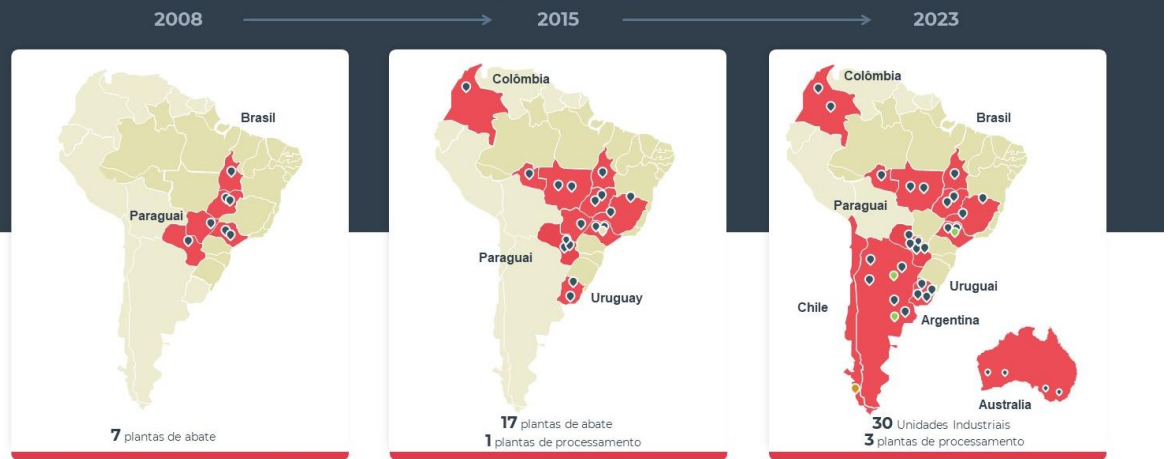 2008
2015
2023
Brasil
Paraguai
7 plantas de abate
Colômbia
Paraguai
Uruguay
17 plantas de abate
1 plantas de processamento
Colômbia
Brasil
Paraguai
Uruguai
Chile
Argentina
Australia
30 Unidades Industriais
3 plantas de processamento